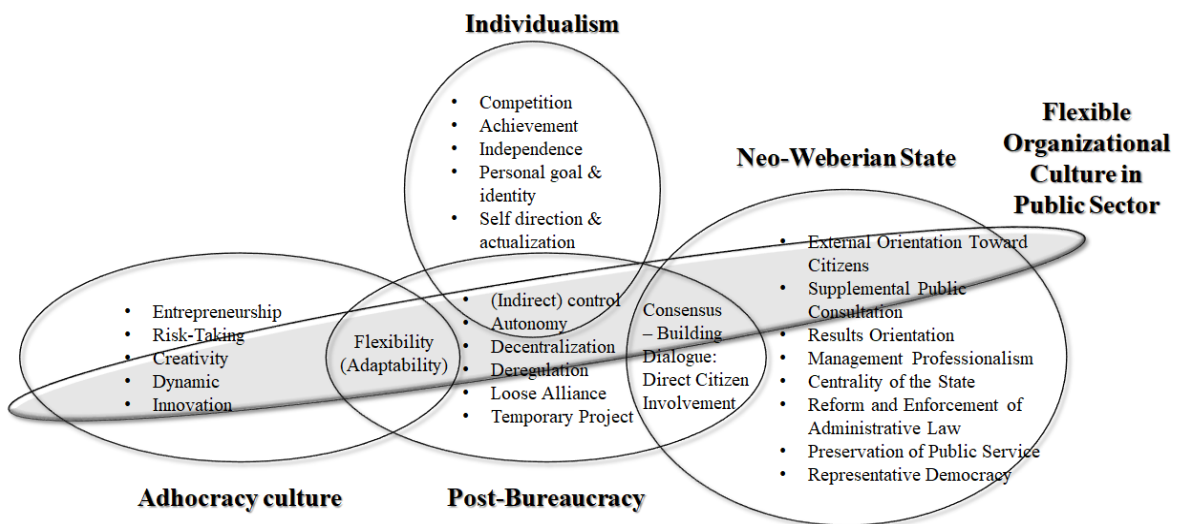 Individualism
• Competition
• Achievement
• Independence
• Personal goal &
identity
• Self direction &
actualization
Flexible
Organizational
Culture in
Public Sector
Neo-Weberian State
• External Orientation Toward
Citizens
• Supplemental Public
Consultation
• Results Orientation
• Management Professionalism
• Centrality of the State
• Reform and Enforcement of
Administrative Law
• Preservation of Public Service
• Representative Democracy
• Entrepreneurship
• Risk-Taking
• Creativity
• Dynamic
• Innovation
Flexibility
(Adaptability)
• (Indirect) control
• Autonomy
• Decentralization
• Deregulation
• Loose Alliance
• Temporary Project
Consensus
– Building
Dialogue:
Direct Citizen
Involvement
Adhocracy culture
Post-Bureaucracy